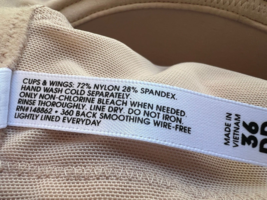 CUPS & WINGS: 72% NYLON 28% SPANDEX.
HAND WASH COLD SEPARATELY.
ONLY NON-CHLORINE BLEACH WHEN NEEDED.
RINSE THOROUGHLY. LINE DRY. DO NOT IRON.
RN#148862 • 360 BACK SMOOTHING WIRE-FREE
LIGHTLY LINED EVERYDAY
MADE IN
VIETNAM
36
DD